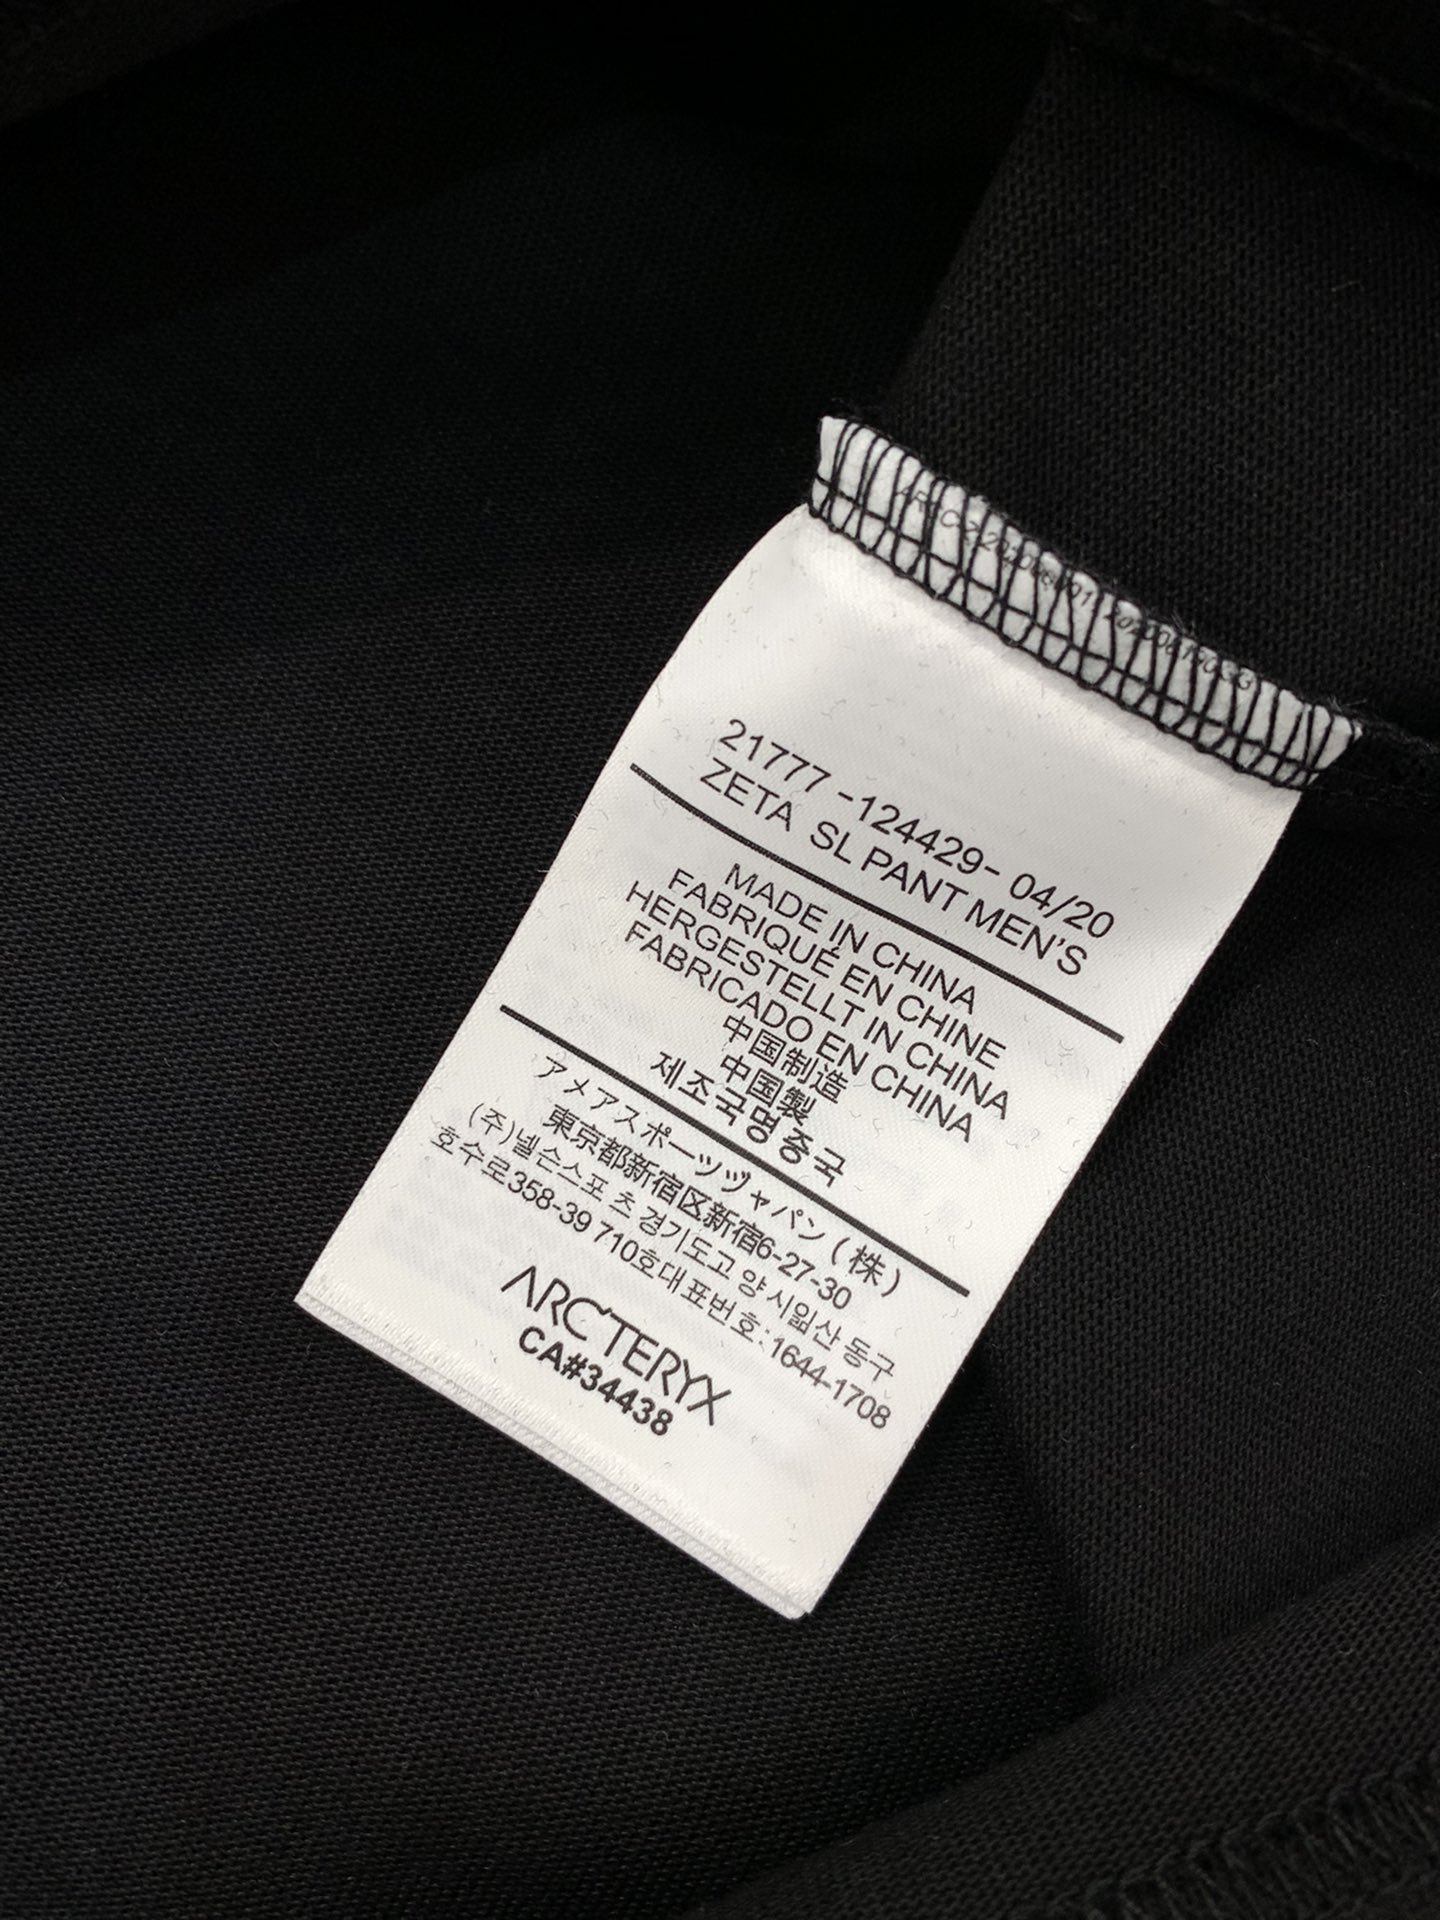 21777 -124429- 04/20
ZETA SL PANT MEN'S
MADE IN CHINA
FABRIQUÉ EN CHINE
HERGESTELLT IN CHINA
FABRICADO EN CHINA
中国制造
中国製
제조국명중국
アメアスポーツヅャパン(株)
東京都新宿区新宿6-27-30
(주)넬슨스포 츠 경기도고 양 시일산 동구
호수로358-39 710호대표번호:1644-1708
ARC'TERYX
CA#34438